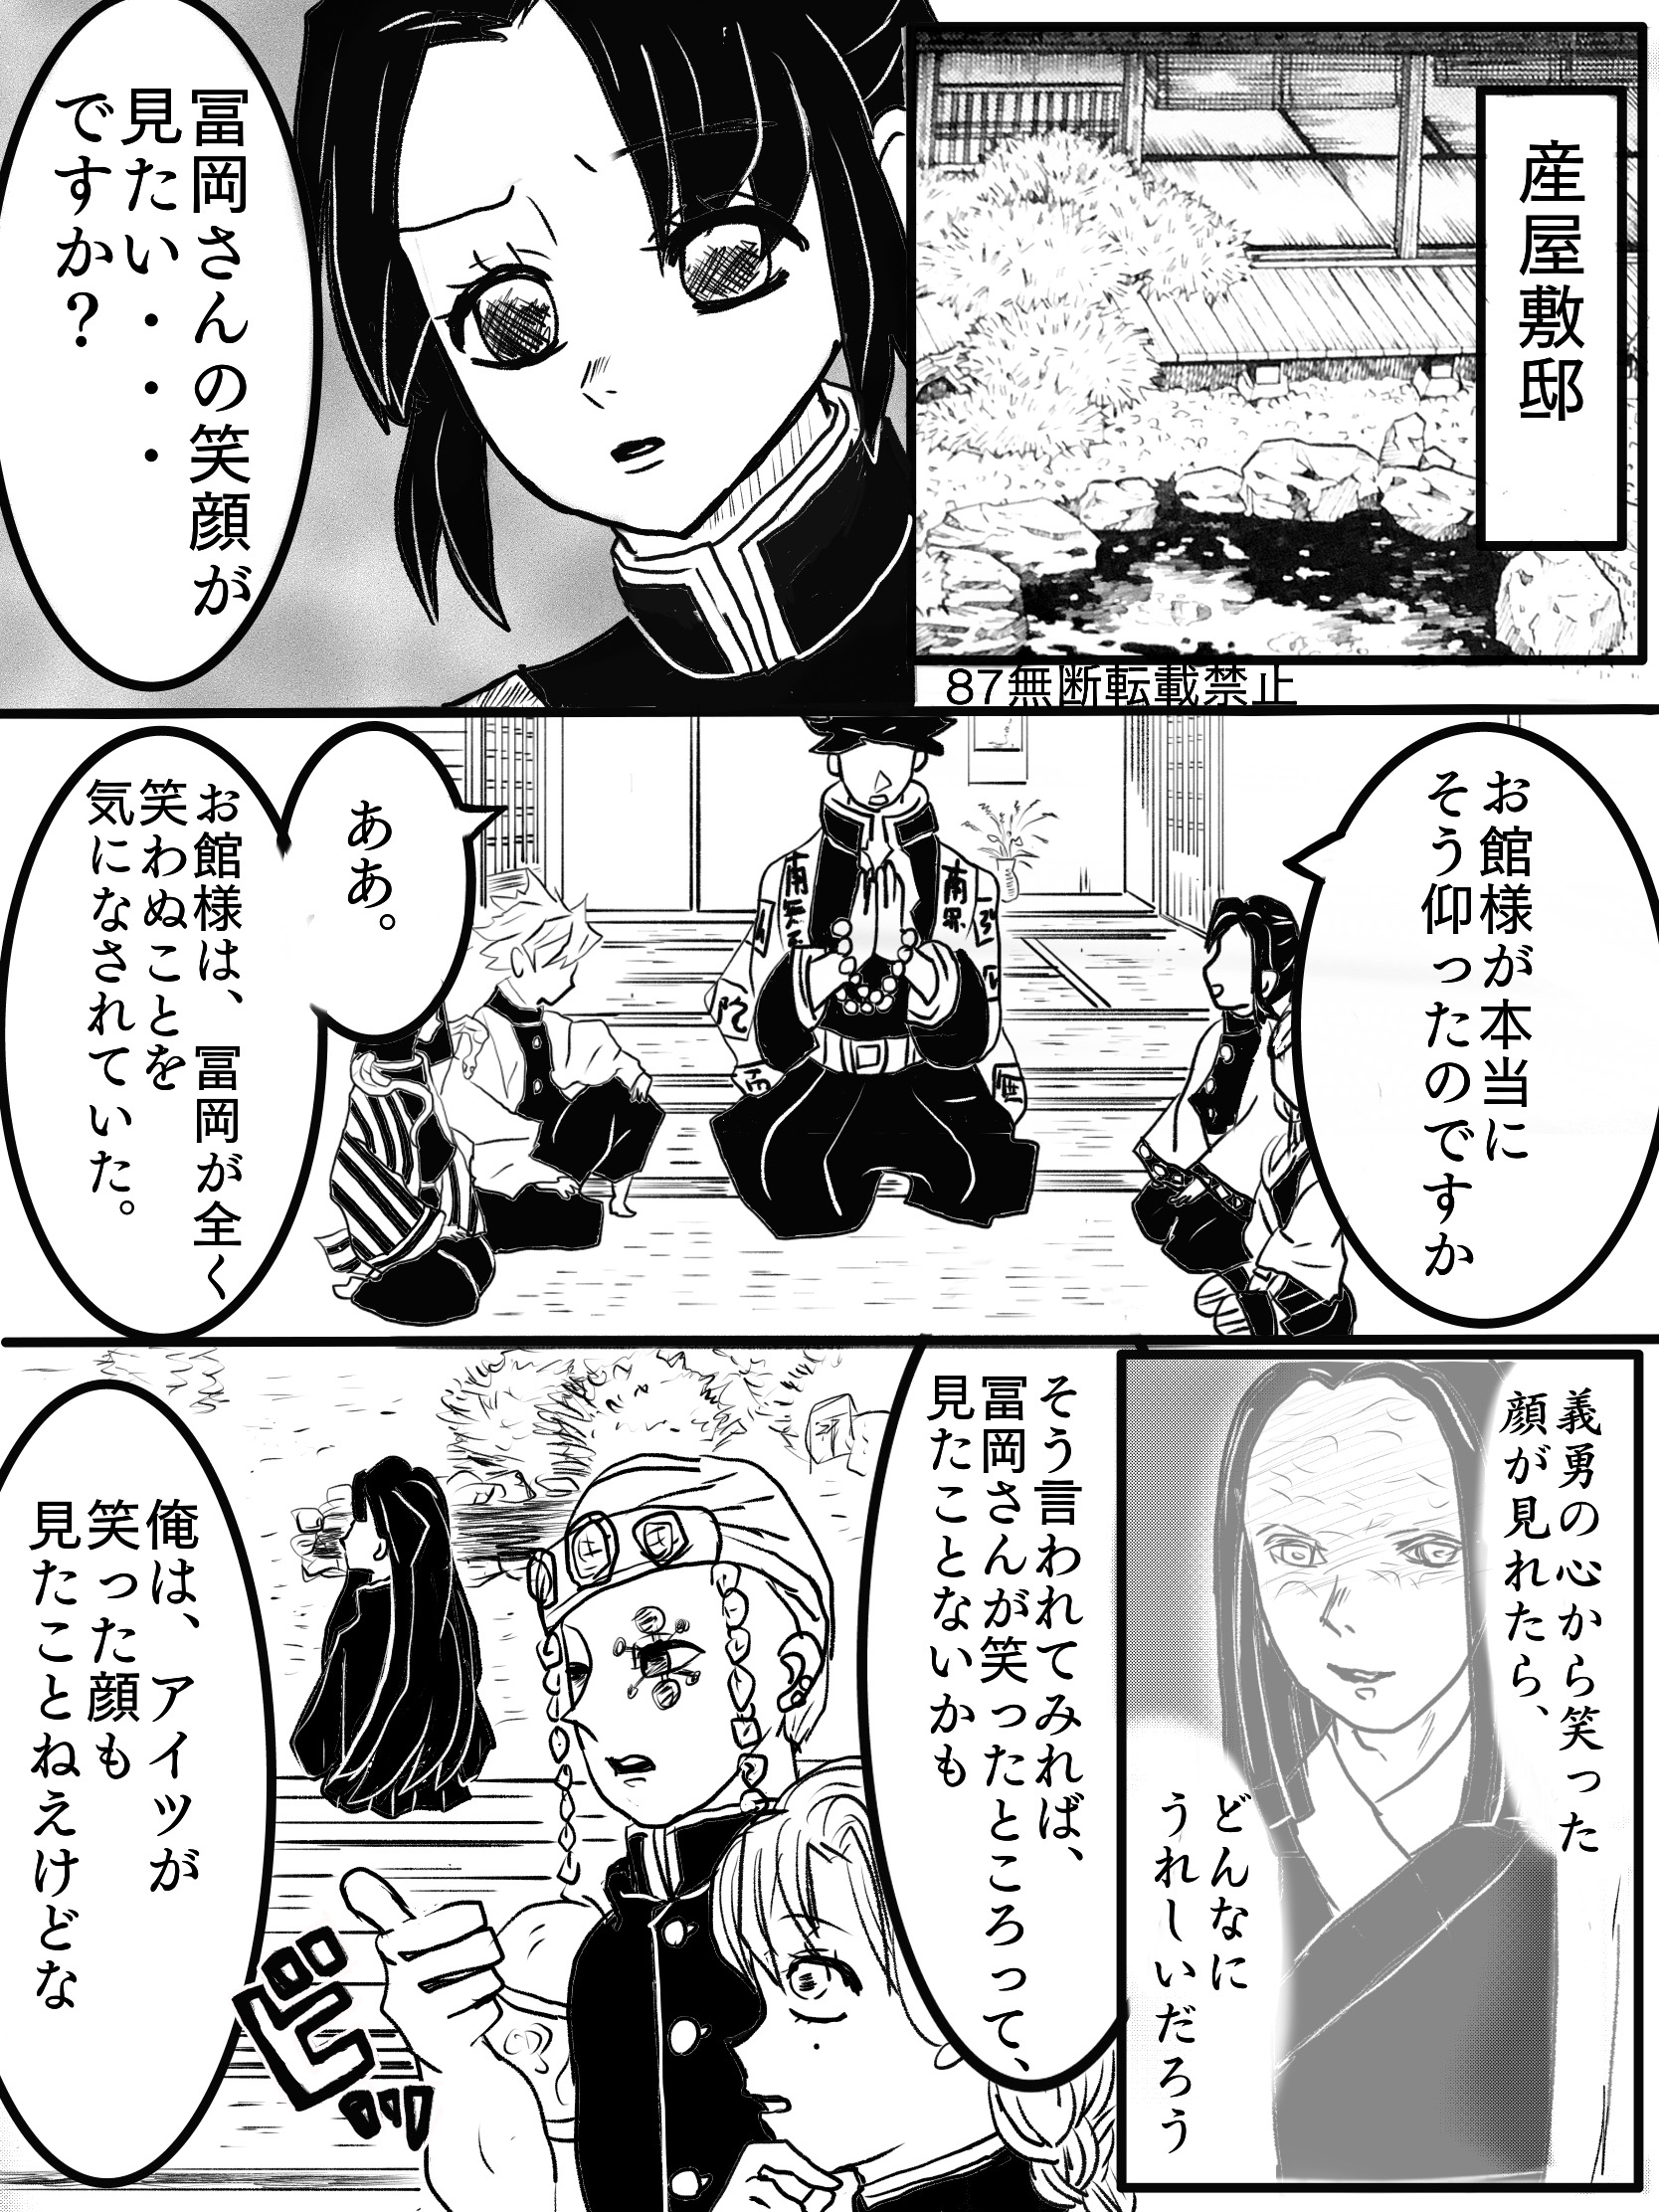 産屋敷邸
冨岡さんの笑顔が
見たい・・・
ですか？
87無断転載禁止
お館様が本当に
そう仰ったのですか
ああ。
お館様は、冨岡が全く
笑わぬことを
気になされていた。
義勇の心から笑った
顔が見れたら、
どんなに
うれしいだろう
そう言われてみれば、
冨岡さんが笑ったところって、
見たことないかも
俺は、アイツが
笑った顔も
見たことねえけどな
ビシッ